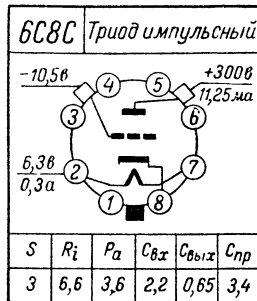 6С8С
Триод импульсный
-10,5в
+300в
11,25ма
4
5
3
6
6,3в
0,3а
2
7
1
8
S Ri Pa Cвх Cвых Cпр
3 6,6 3,6 2,2 0,65 3,4